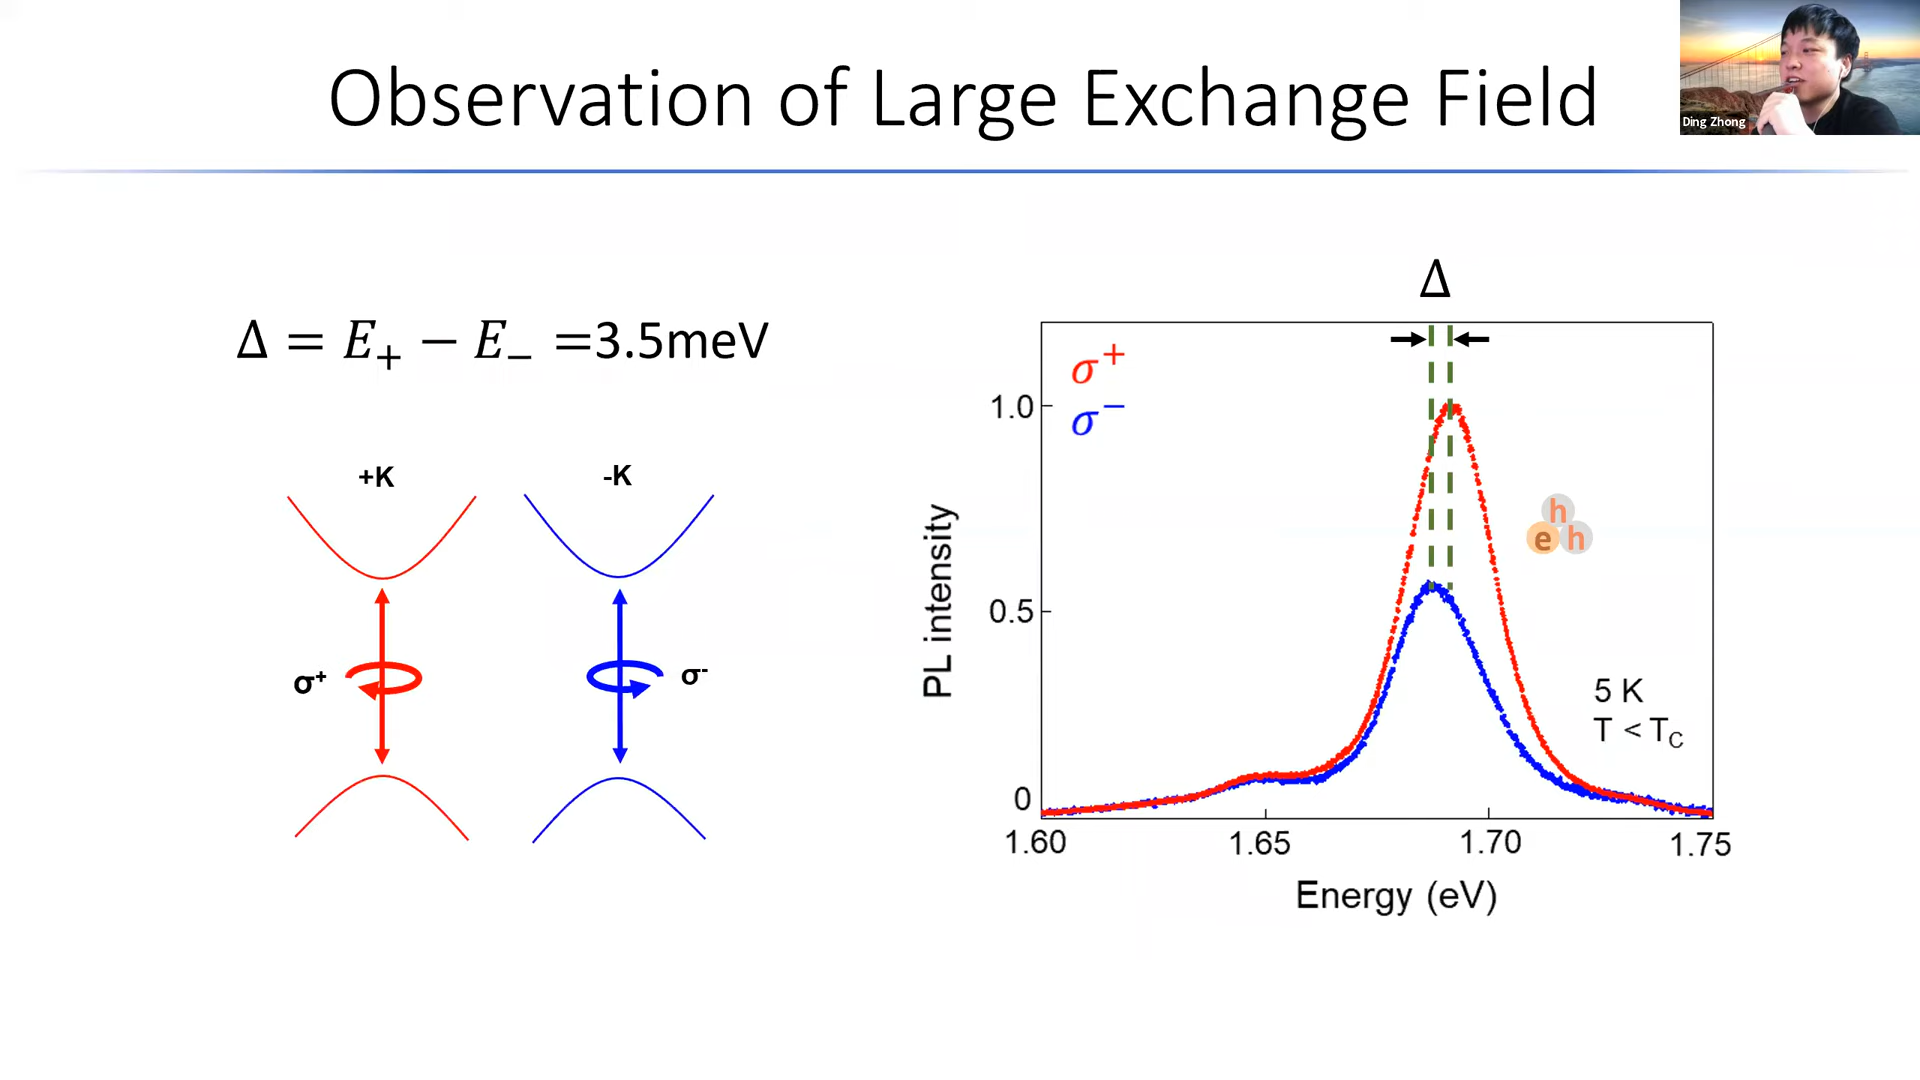 Observation of Large Exchange Field
Ding Zhong
Δ = E₊ − E₋ =3.5meV
+K
-K
σ⁺
σ⁻
Δ
σ⁺
σ⁻
1.0
0.5
0
PL intensity
h
e h
5 K
T < T_C
1.60 1.65 1.70 1.75
Energy (eV)